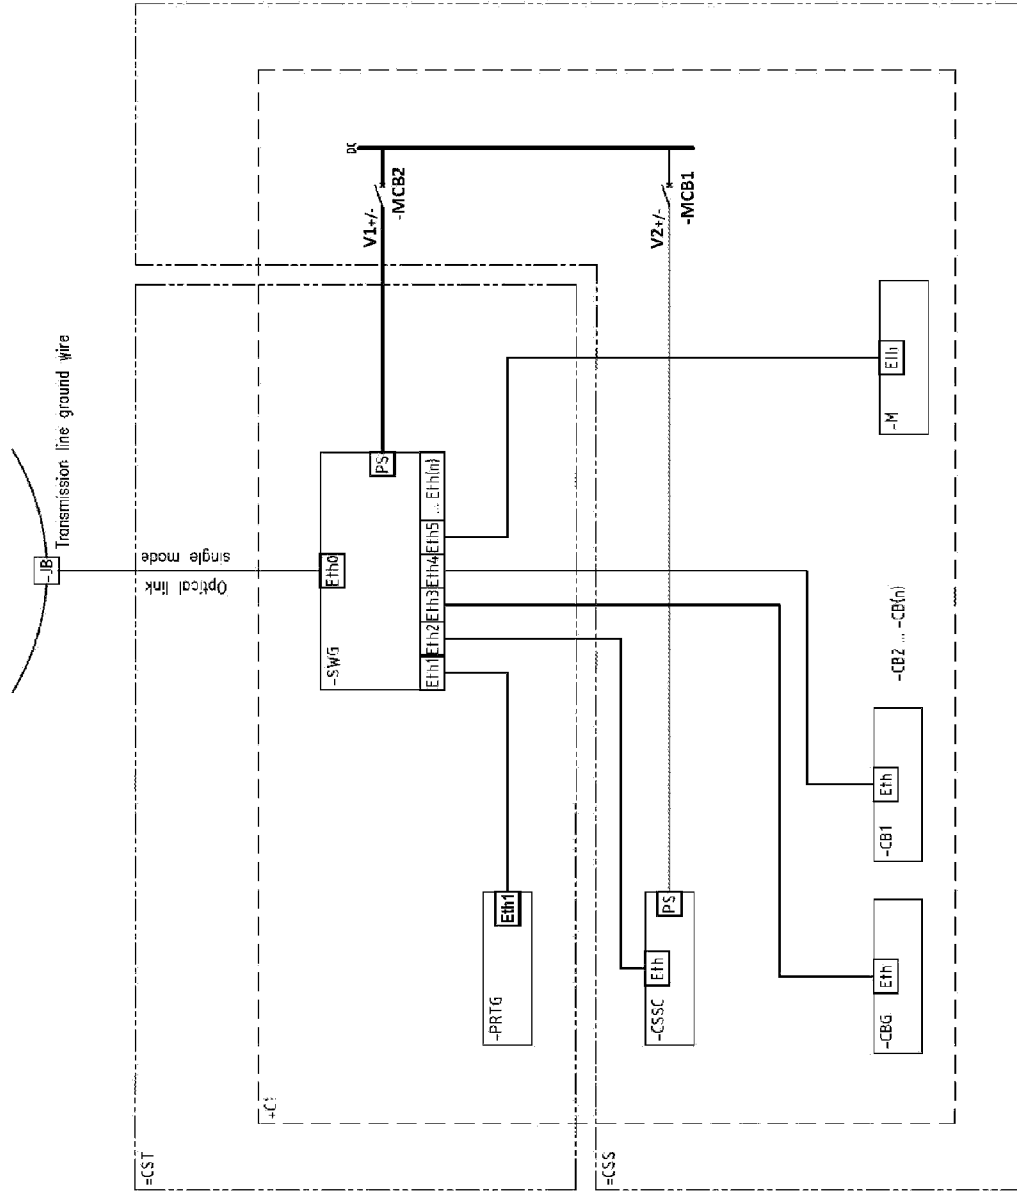 Transmission line ground wire
-JB
Optical link
single mode
=CST
+C1
-SWG
Eth0
PS
Eth1
Eth2
Eth3
Eth4
Eth5
... Eth(n)
DC
V1+/-
-MCB2
V2+/-
-MCB1
-PRTG
Eth1
=CSS
-CSSC
Eth
PS
-CBG
Eth
-CB1
Eth
-CB2 ... -CB(n)
-M
Eth